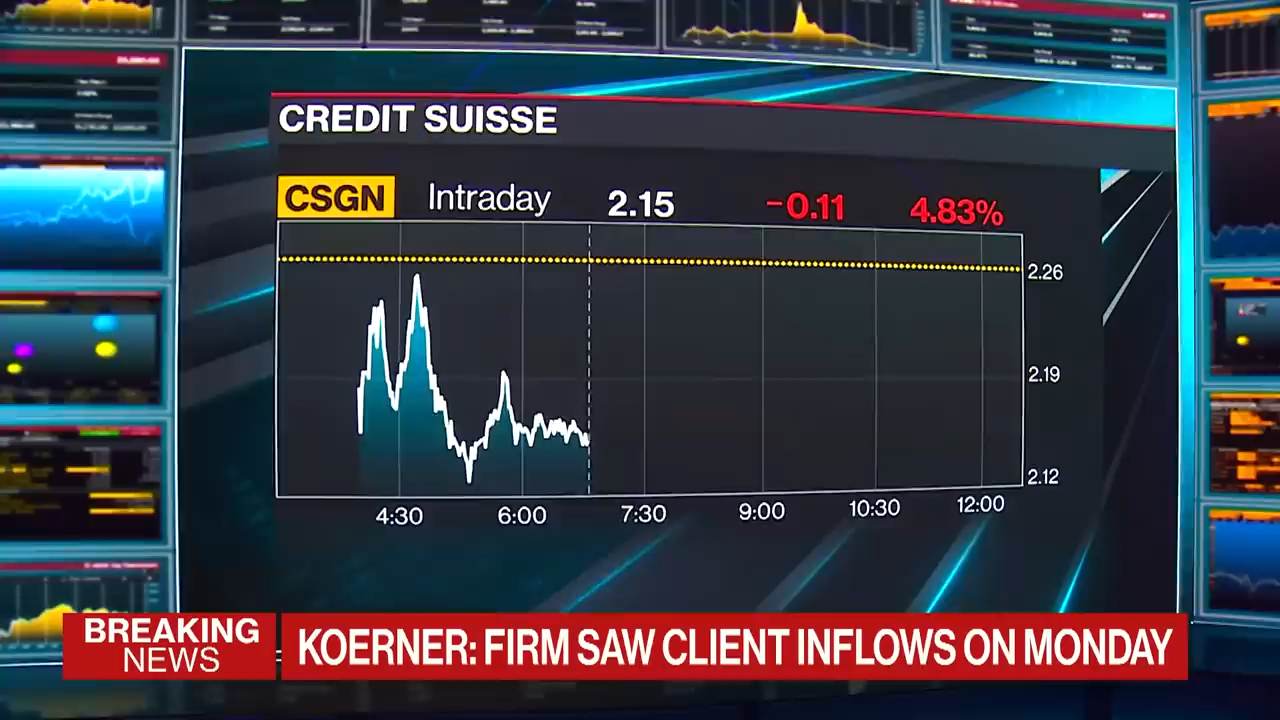 CREDIT SUISSE
CSGN Intraday 2.15 −0.11 4.83%
2.26
2.19
2.12
4:30 6:00 7:30 9:00 10:30 12:00
BREAKING NEWS
KOERNER: FIRM SAW CLIENT INFLOWS ON MONDAY